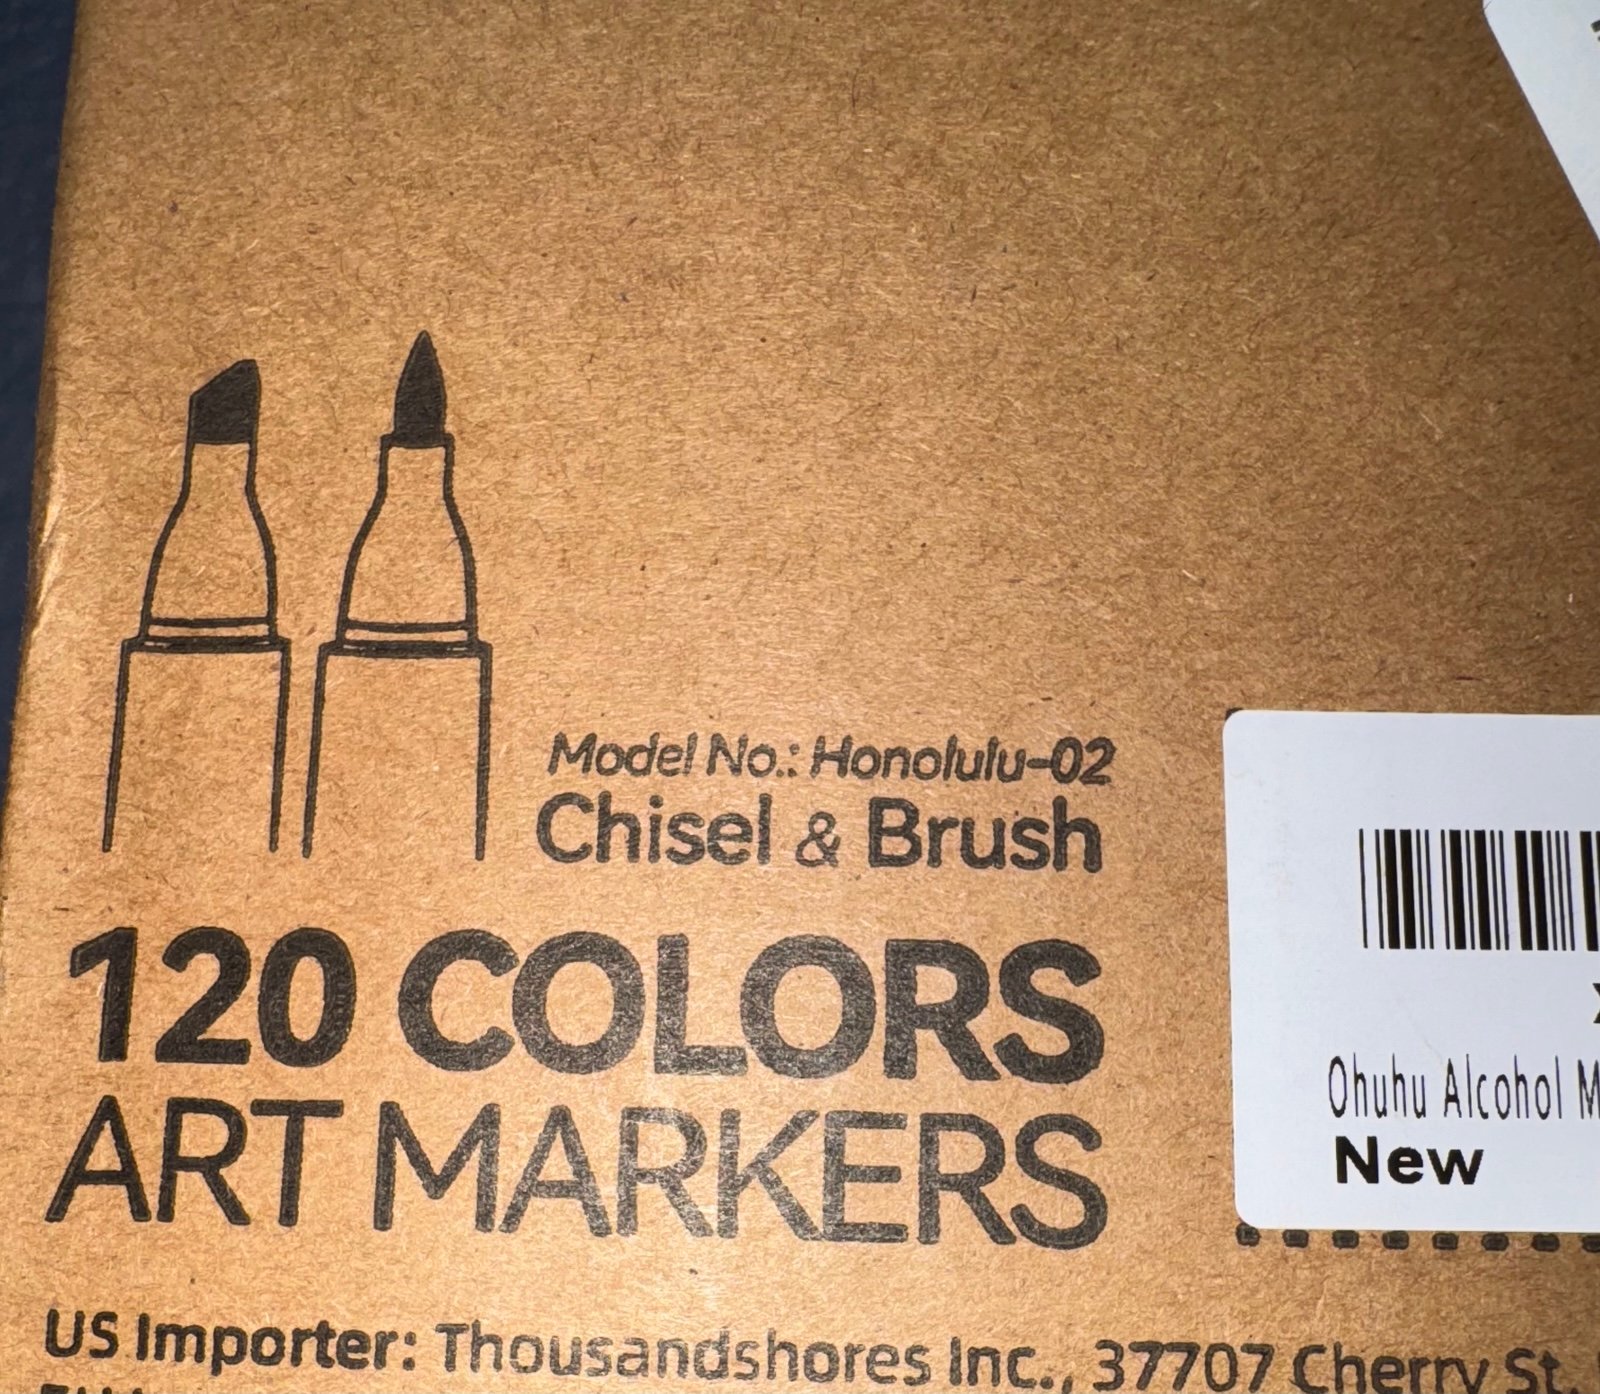 Model No.: Honolulu-02
Chisel & Brush
120 COLORS
ART MARKERS
Ohuhu Alcohol
New
US Importer: Thousandshores Inc., 37707 Cherry St.